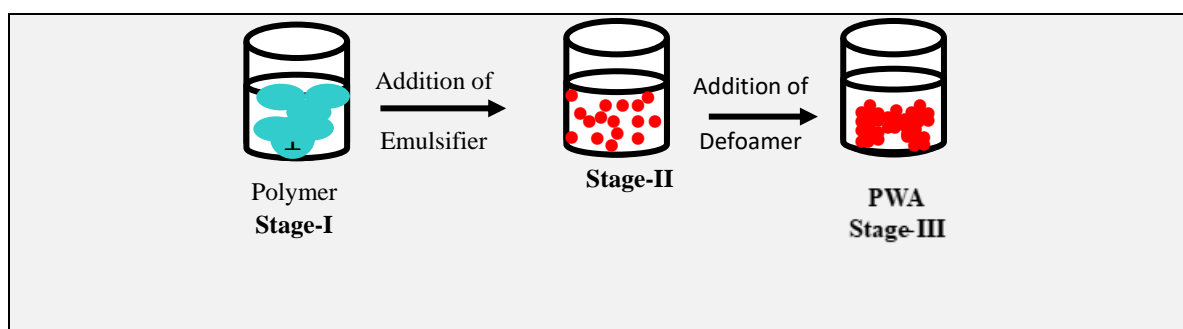 Addition of
Emulsifier
Addition of
Defoamer
Polymer
Stage-I
Stage-II
PWA
Stage-III